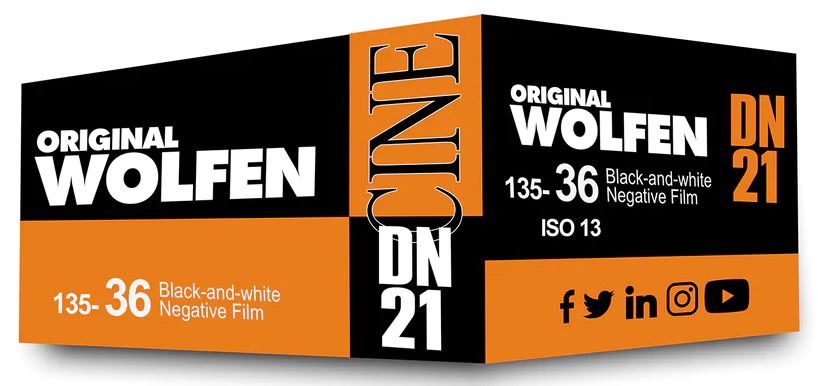 ORIGINAL
WOLFEN
135-36 Black-and-white
Negative Film
CINE
DN
21
ORIGINAL
WOLFEN
135-36 Black-and-white
Negative Film
ISO 13
DN
21